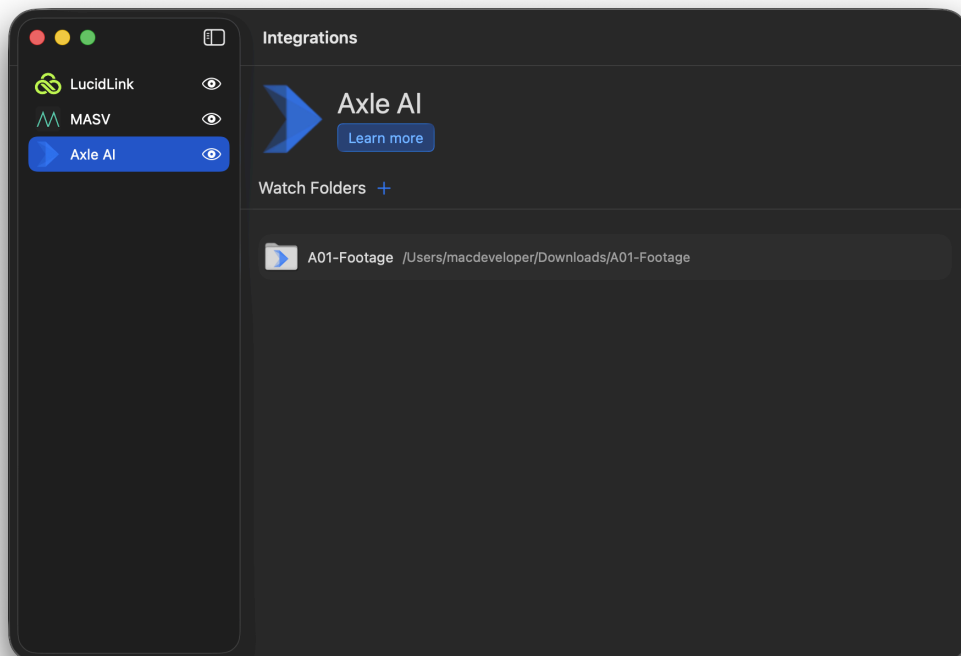 Integrations
LucidLink
MASV
Axle AI
Axle AI
Learn more
Watch Folders +
A01-Footage /Users/macdeveloper/Downloads/A01-Footage